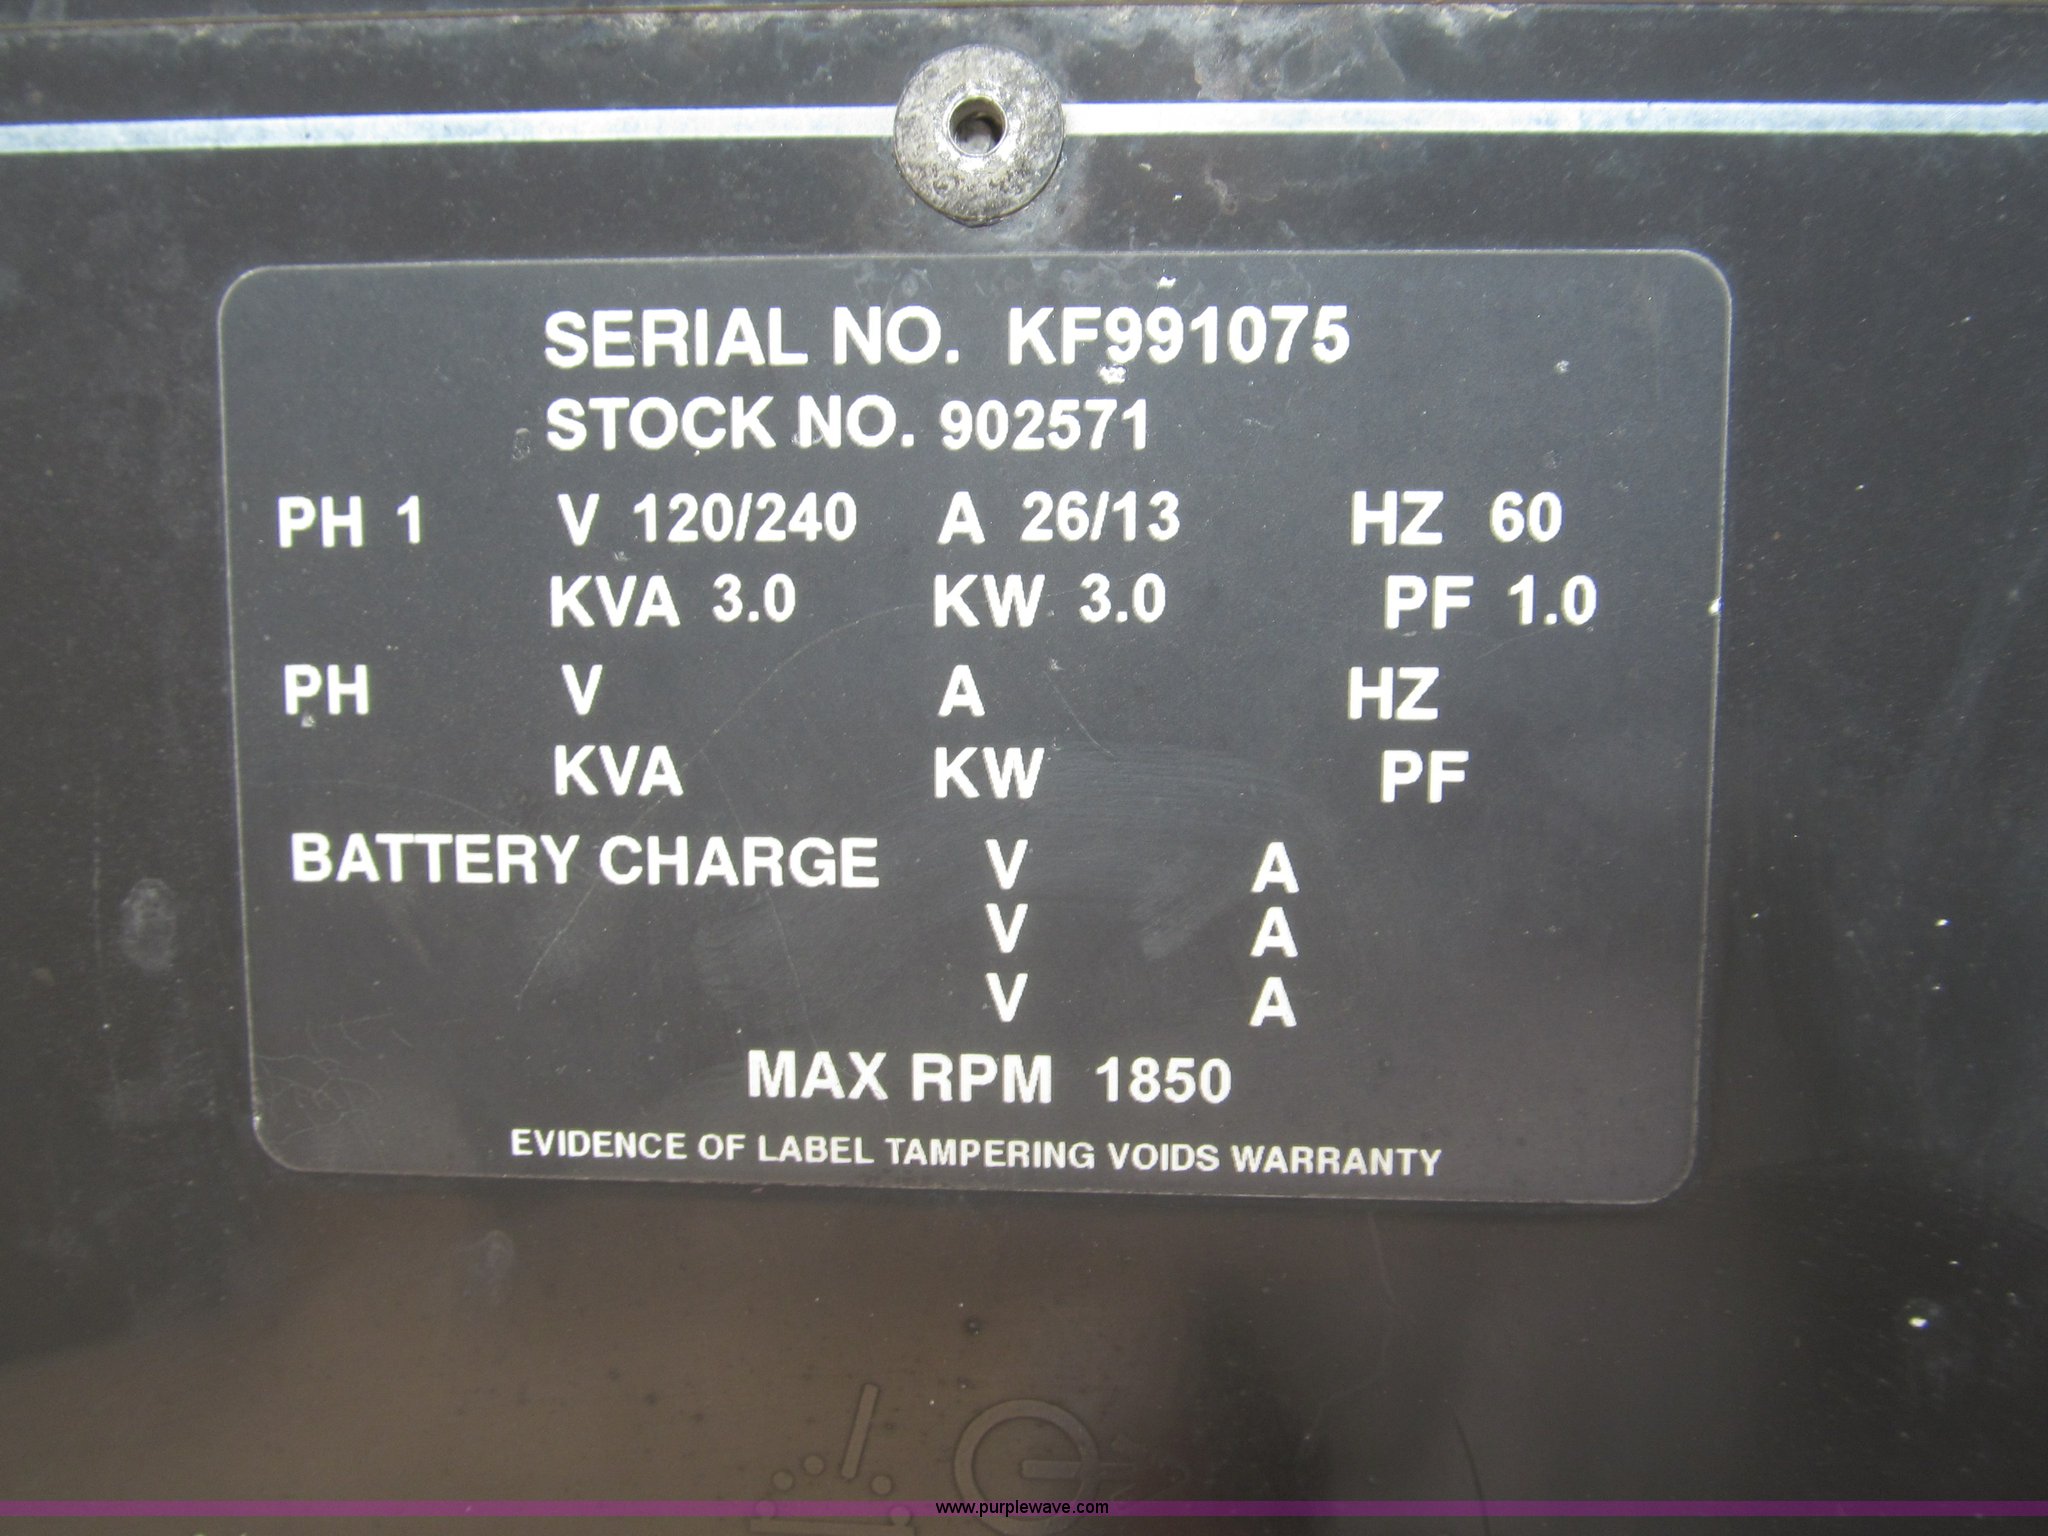 SERIAL NO. KF991075
STOCK NO. 902571
PH 1 V 120/240 A 26/13 HZ 60
KVA 3.0 KW 3.0 PF 1.0
PH V A HZ
KVA KW PF
BATTERY CHARGE V A
V A
V A
MAX RPM 1850
EVIDENCE OF LABEL TAMPERING VOIDS WARRANTY
www.purplewave.com